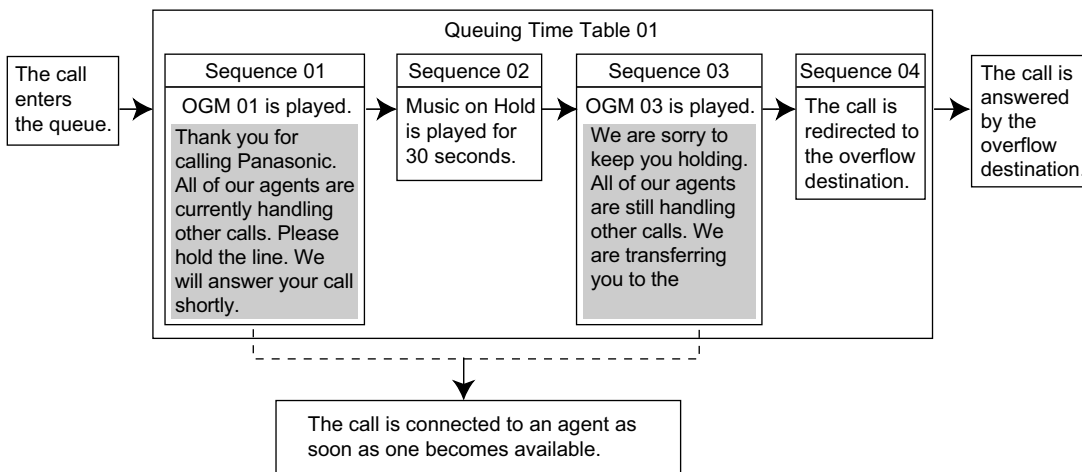 Queuing Time Table 01
The call
enters
the queue.
Sequence 01
OGM 01 is played.
Thank you for
calling Panasonic.
All of our agents are
currently handling
other calls. Please
hold the line. We
will answer your call
shortly.
Sequence 02
Music on Hold
is played for
30 seconds.
Sequence 03
OGM 03 is played.
We are sorry to
keep you holding.
All of our agents
are still handling
other calls. We
are transferring
you to the
Sequence 04
The call is
redirected to
the overflow
destination.
The call is
answered
by the
overflow
destination.
The call is connected to an agent as
soon as one becomes available.